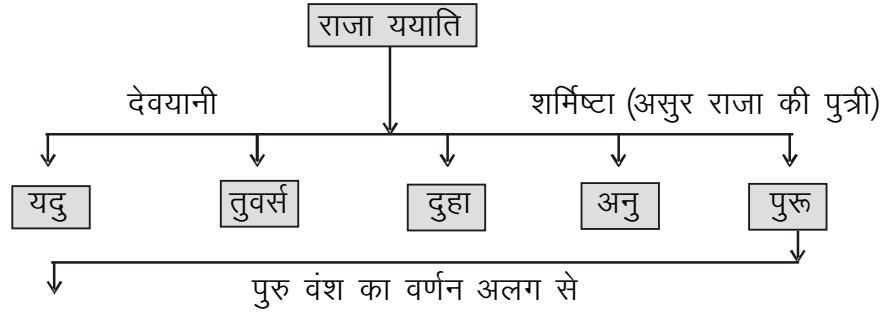 राजा ययाति
देवयानी शर्मिष्टा (असुर राजा की पुत्री)
यदु तुवर्स दुहा अनु पुरू
पुरु वंश का वर्णन अलग से